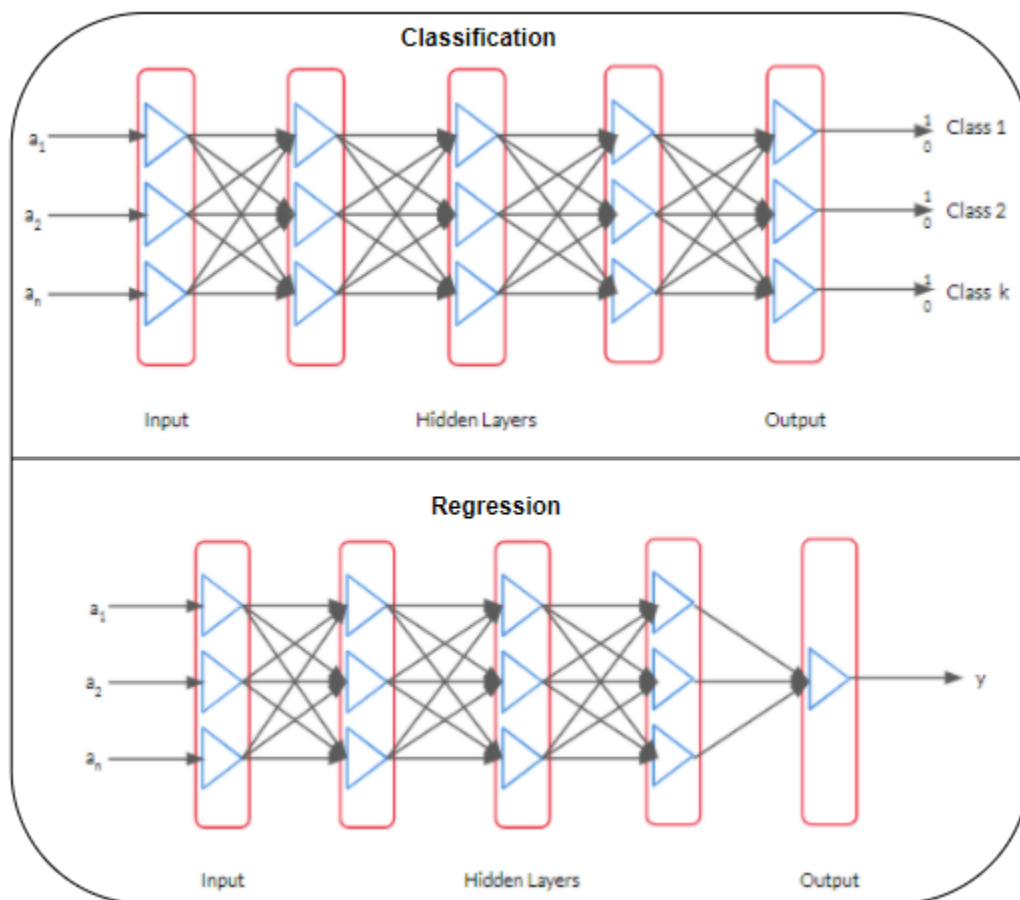 Classification
a₁
1
0
Class 1
a₂
1
0
Class 2
aₙ
1
0
Class k
Input Hidden Layers Output
Regression
a₁
a₂
y
aₙ
Input Hidden Layers Output